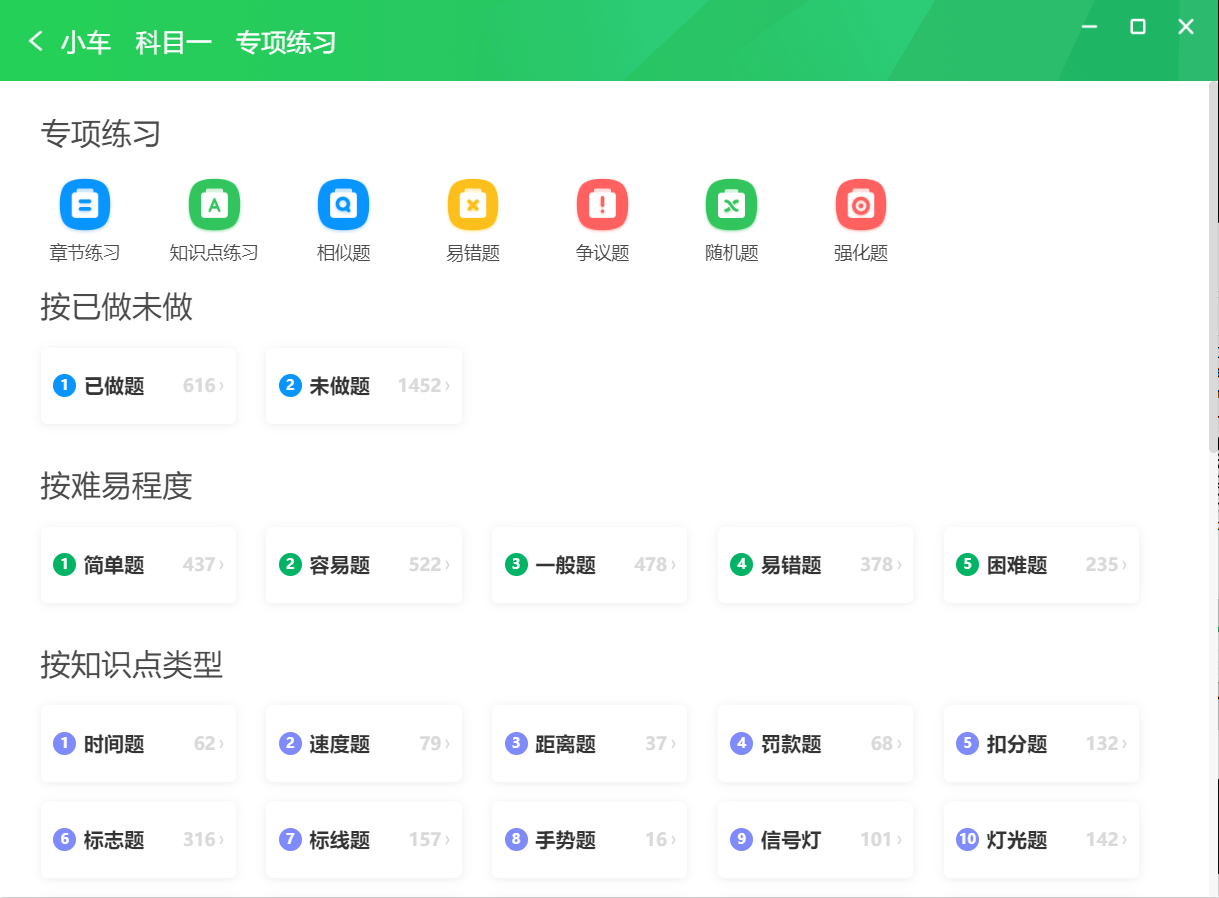 小车 科目一 专项练习
专项练习
章节练习 知识点练习 相似题 易错题 争议题 随机题 强化题
按已做未做
1 已做题 616 › 2 未做题 1452 ›
按难易程度
1 简单题 437 › 2 容易题 522 › 3 一般题 478 › 4 易错题 378 › 5 困难题 235 ›
按知识点类型
1 时间题 62 › 2 速度题 79 › 3 距离题 37 › 4 罚款题 68 › 5 扣分题 132 ›
6 标志题 316 › 7 标线题 157 › 8 手势题 16 › 9 信号灯 101 › 10 灯光题 142 ›